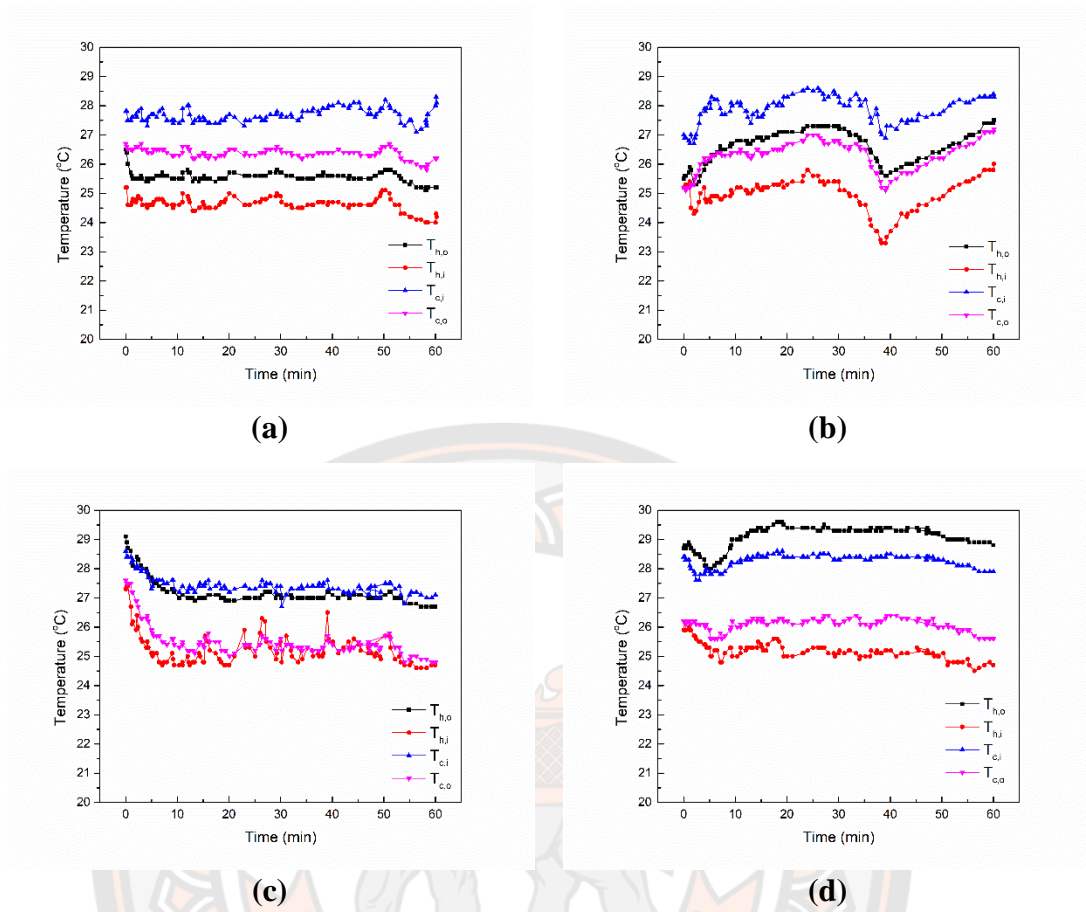 30
29
28
27
26
25
24
23
22
21
20
Temperature (°C)
T_h,o
T_h,i
T_c,i
T_c,o
0 10 20 30 40 50 60
Time (min)
(a)
30
29
28
27
26
25
24
23
22
21
20
Temperature (°C)
T_h,o
T_h,i
T_c,i
T_c,o
0 10 20 30 40 50 60
Time (min)
(b)
30
29
28
27
26
25
24
23
22
21
20
Temperature (°C)
T_h,o
T_h,i
T_c,i
T_c,o
0 10 20 30 40 50 60
Time (min)
(c)
30
29
28
27
26
25
24
23
22
21
20
Temperature (°C)
T_h,o
T_h,i
T_c,i
T_c,o
0 10 20 30 40 50 60
Time (min)
(d)